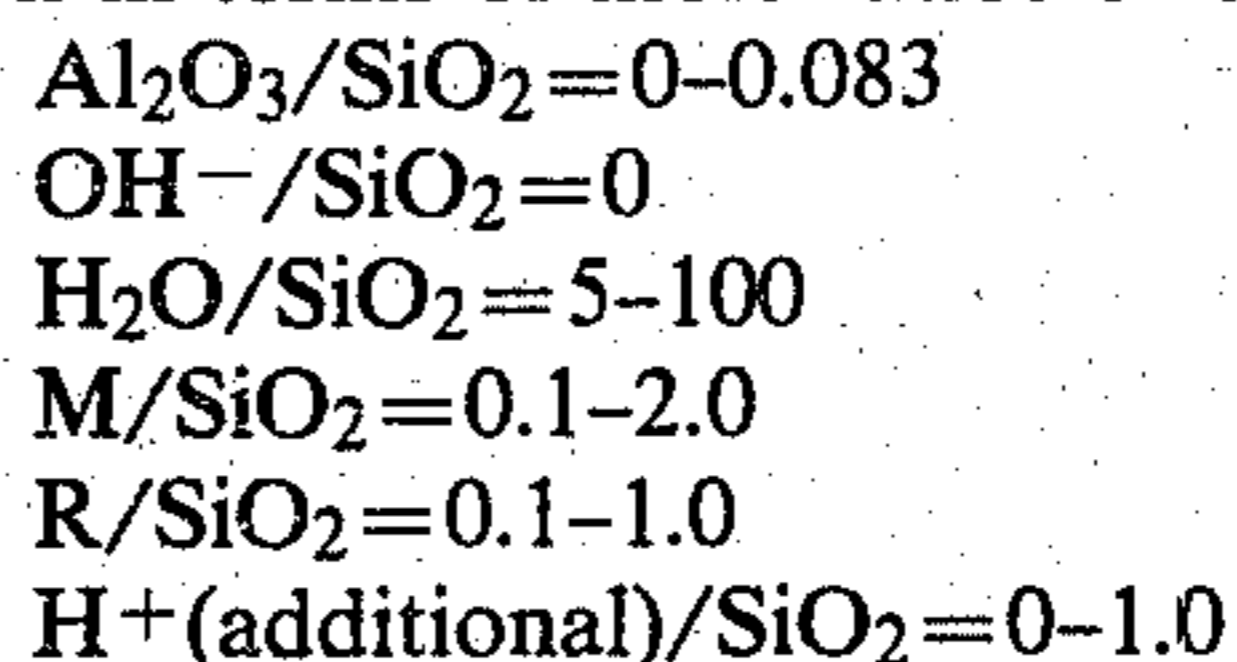 Al₂O₃/SiO₂=0–0.083
OH⁻/SiO₂=0
H₂O/SiO₂=5–100
M/SiO₂=0.1–2.0
R/SiO₂=0.1–1.0
H⁺(additional)/SiO₂=0–1.0